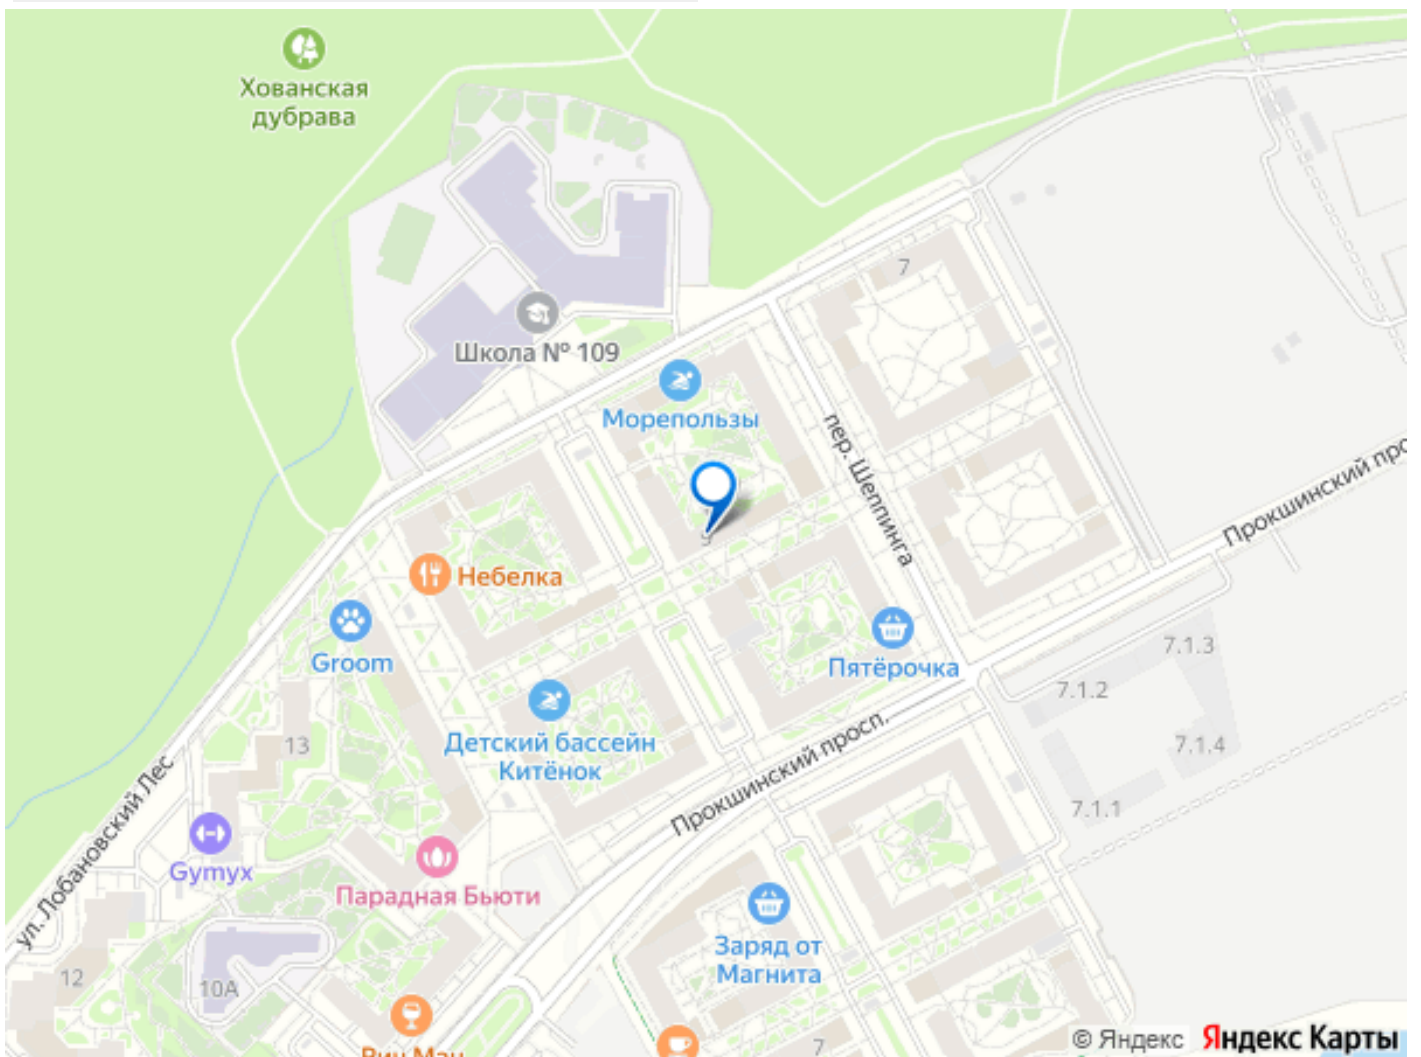 Хованская
дубрава
7
Школа № 109
Морепользы
пер. Шеппинга
Прокшинский про
9
Небелка
Groom
Пятёрочка
7.1.3
7.1.2
Детский бассейн
Китёнок
13
7.1.4
Прокшинский просп.
7.1.1
ул. Лобановский Лес
Gymyx
Парадная Бьюти
Заряд от
Магнита
12
10А
7
© Яндекс Яндекс Карты